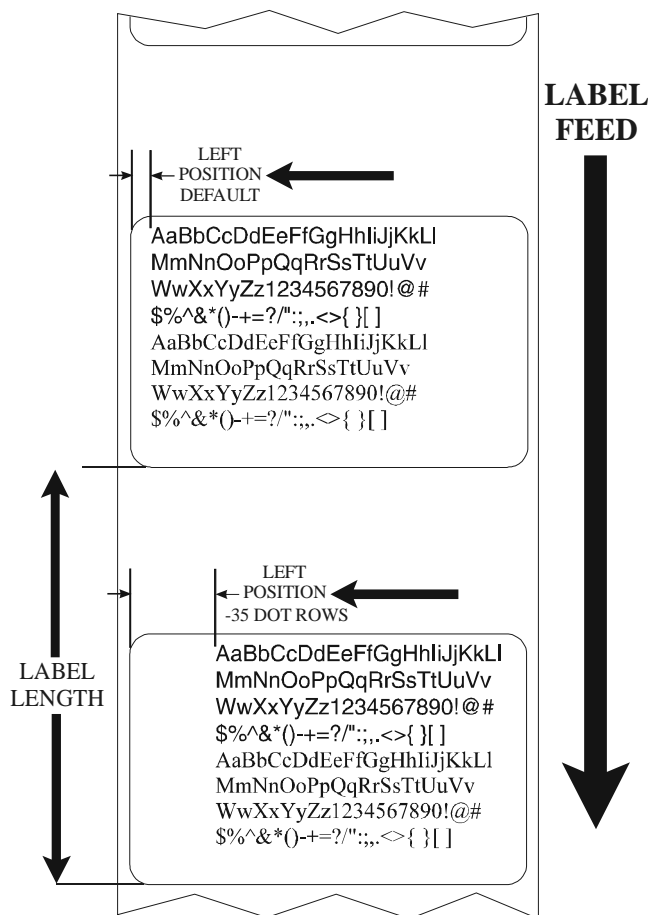 LABEL
FEED
LEFT
POSITION
DEFAULT
AaBbCcDdEeFfGgHhIiJjKkLl
MmNnOoPpQqRrSsTtUuVv
WwXxYyZz1234567890!@#
$%^&*()-+=?/":;,.<>{ }[ ]
AaBbCcDdEeFfGgHhIiJjKkLl
MmNnOoPpQqRrSsTtUuVv
WwXxYyZz1234567890!@#
$%^&*()-+=?/":;,.<>{ }[ ]
LEFT
POSITION
-35 DOT ROWS
LABEL
LENGTH
AaBbCcDdEeFfGgHhIiJjKkLl
MmNnOoPpQqRrSsTtUuVv
WwXxYyZz1234567890!@#
$%^&*()-+=?/":;,.<>{ }[ ]
AaBbCcDdEeFfGgHhIiJjKkLl
MmNnOoPpQqRrSsTtUuVv
WwXxYyZz1234567890!@#
$%^&*()-+=?/":;,.<>{ }[ ]